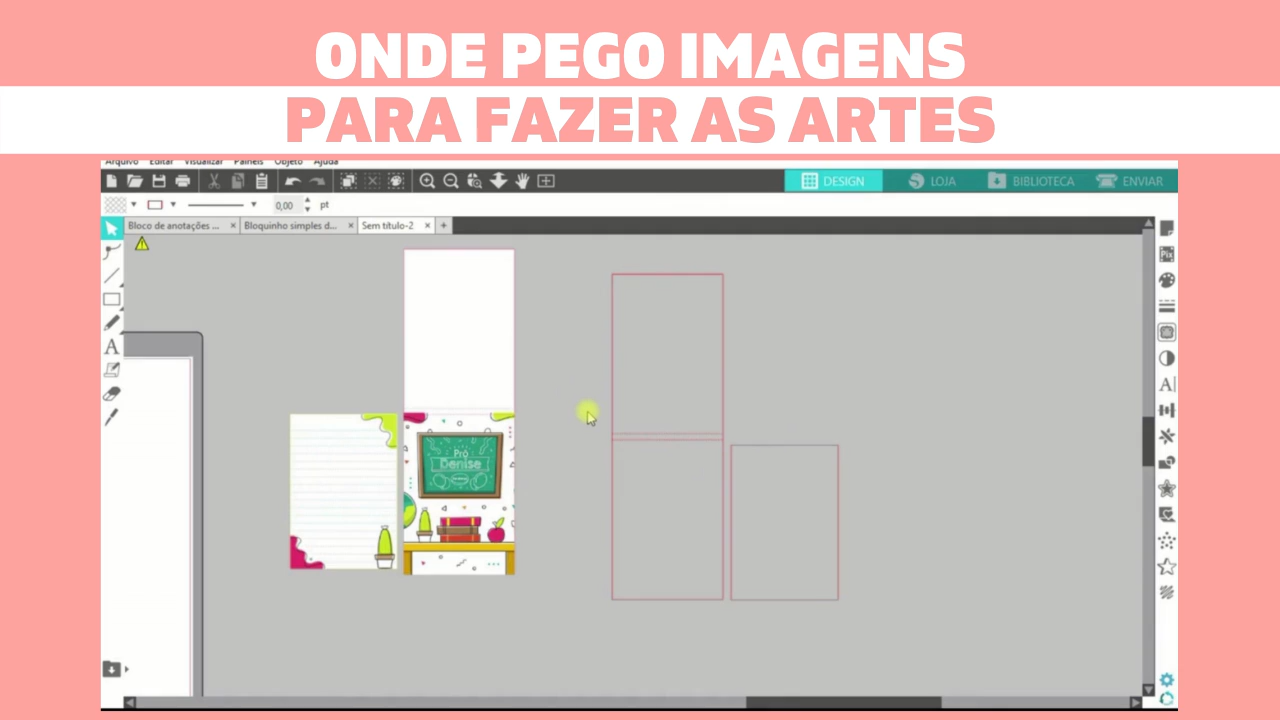 ONDE PEGO IMAGENS
PARA FAZER AS ARTES
Arquivo Editar Visualizar Painéis Objeto Ajuda
DESIGN LOJA BIBLIOTECA ENVIAR
0,00 pt
Bloco de anotações ... Bloquinho simples d... Sem título-2
Pix
A
A
Pró
Denise